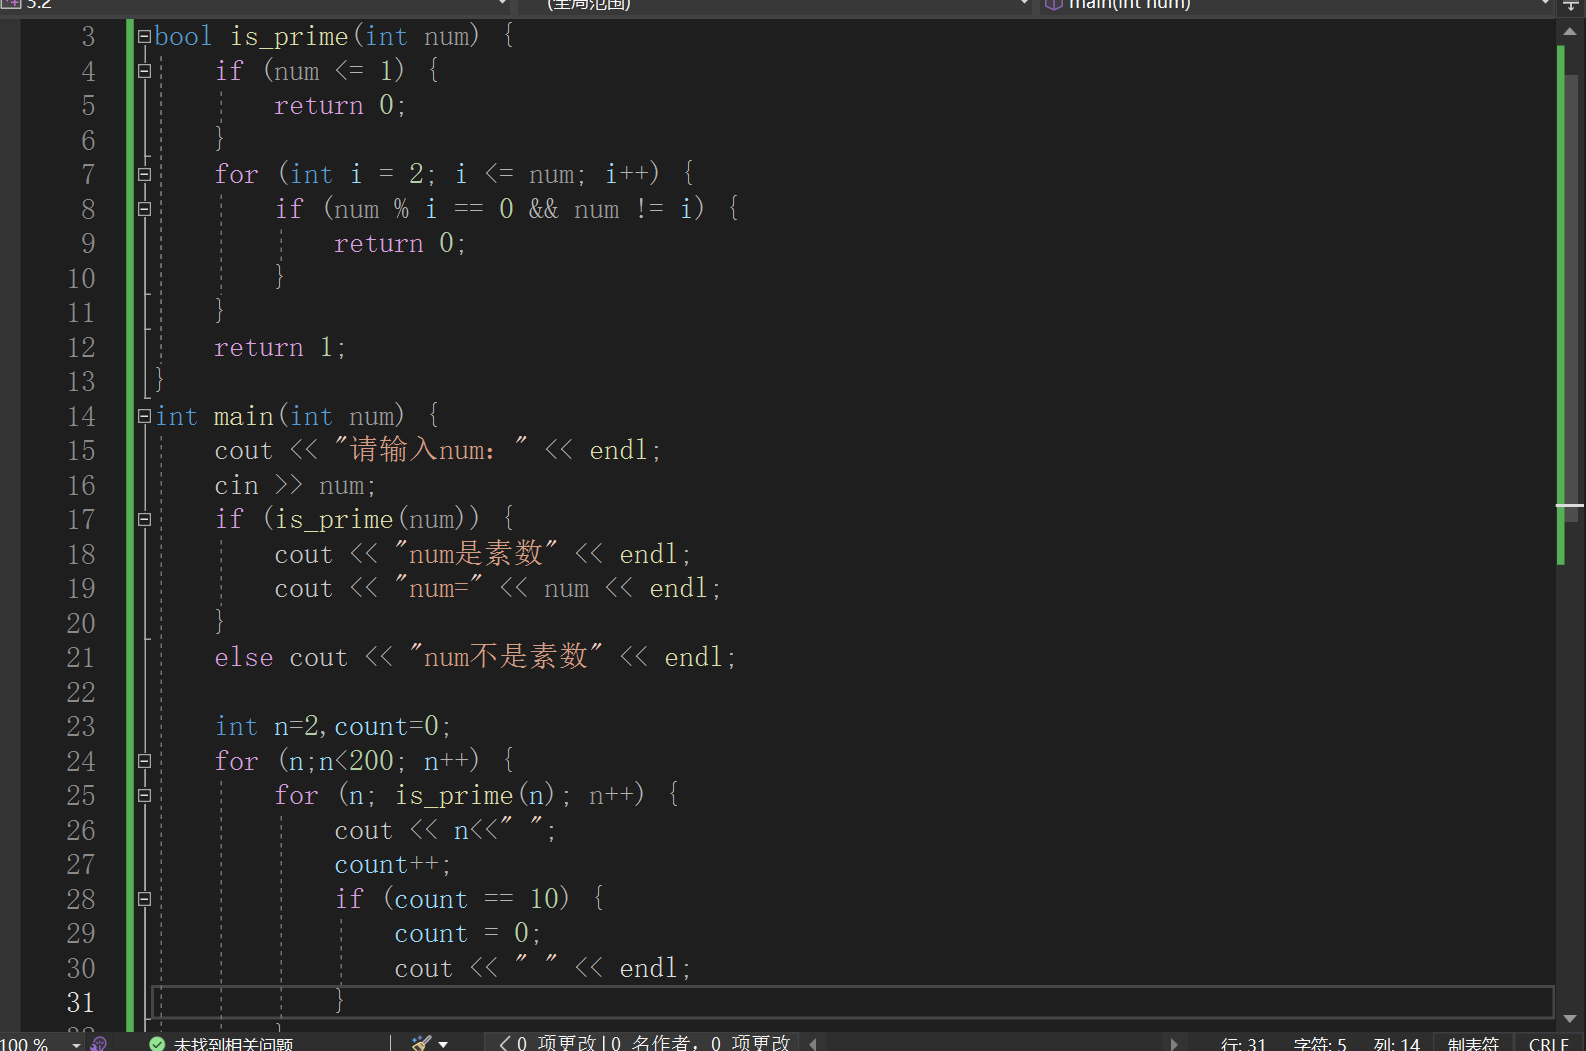 5.2 (全局范围) main(int num)
3 bool is_prime(int num) {
4 if (num <= 1) {
5 return 0;
6 }
7 for (int i = 2; i <= num; i++) {
8 if (num % i == 0 && num != i) {
9 return 0;
10 }
11 }
12 return 1;
13 }
14 int main(int num) {
15 cout << "请输入num：" << endl;
16 cin >> num;
17 if (is_prime(num)) {
18 cout << "num是素数" << endl;
19 cout << "num=" << num << endl;
20 }
21 else cout << "num不是素数" << endl;
22
23 int n=2,count=0;
24 for (n;n<200; n++) {
25 for (n; is_prime(n); n++) {
26 cout << n<<" ";
27 count++;
28 if (count == 10) {
29 count = 0;
30 cout << " " << endl;
31 }
32 }
100 % 未找到相关问题 0 项更改 | 0 名作者，0 项更改 行: 31 字符: 5 列: 14 制表符 CRLF